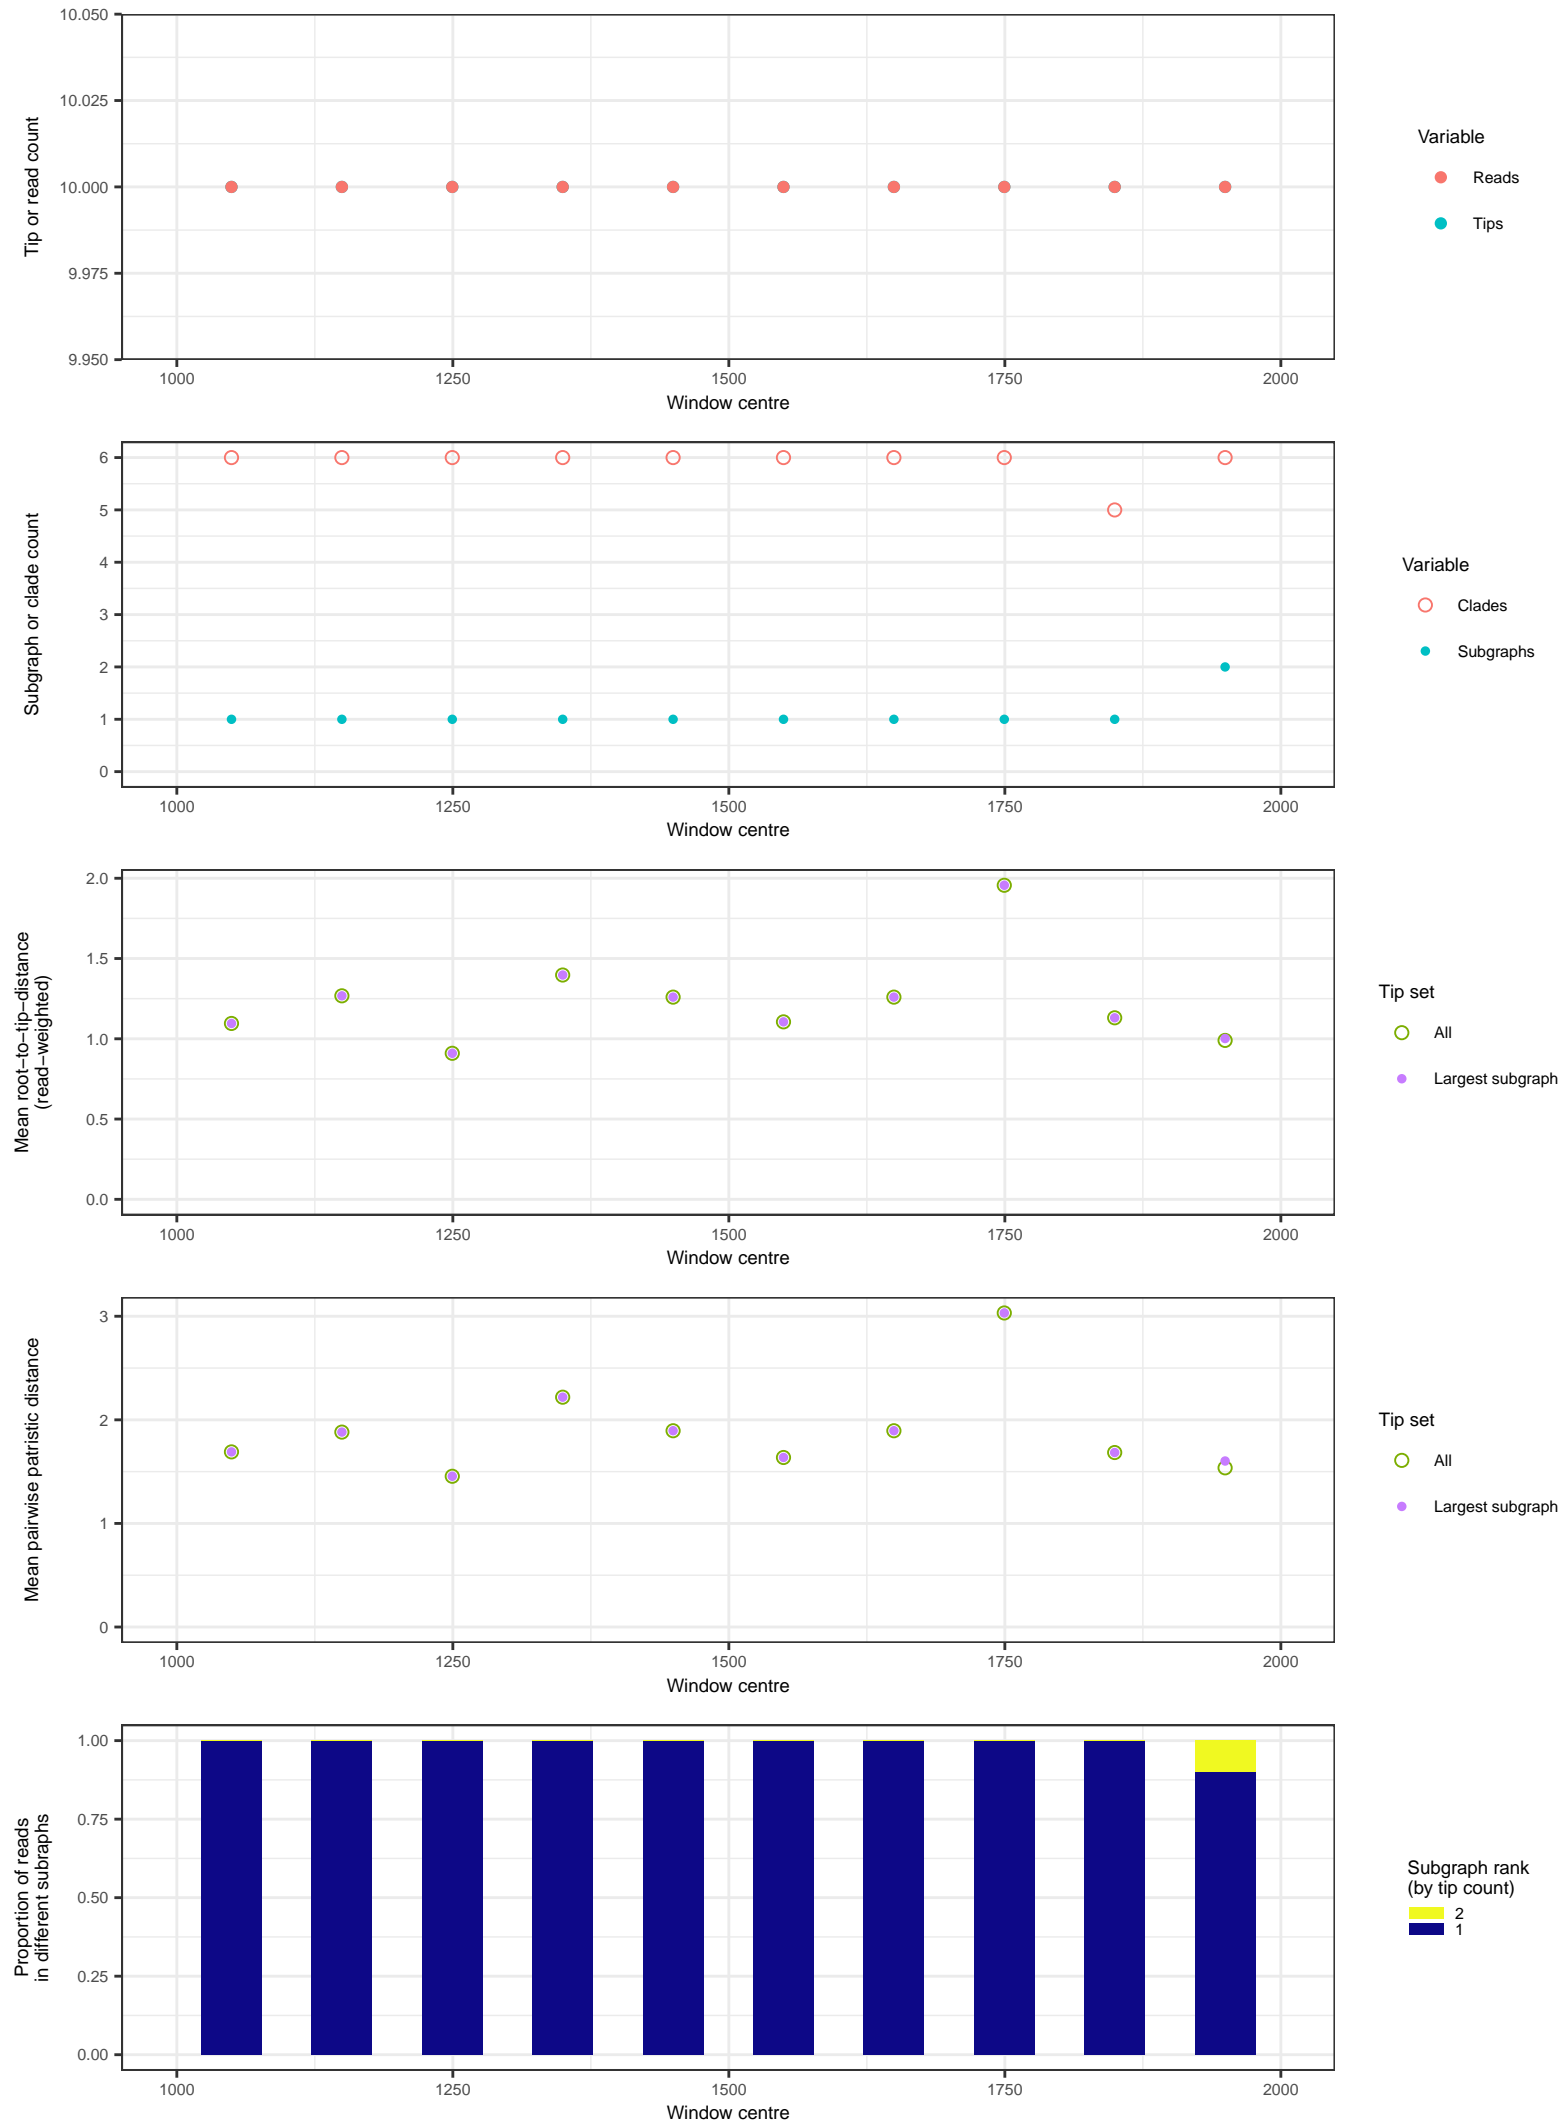 10.050
10.025
10.000
9.975
9.950
Tip or read count
1000 1250 1500 1750 2000
Window centre
Variable
Reads
Tips
6
5
4
3
2
1
0
Subgraph or clade count
1000 1250 1500 1750 2000
Window centre
Variable
Clades
Subgraphs
2.0
1.5
1.0
0.5
0.0
Mean root−to−tip−distance
(read−weighted)
1000 1250 1500 1750 2000
Window centre
Tip set
All
Largest subgraph
3
2
1
0
Mean pairwise patristic distance
1000 1250 1500 1750 2000
Window centre
Tip set
All
Largest subgraph
1.00
0.75
0.50
0.25
0.00
Proportion of reads
in different subraphs
1000 1250 1500 1750 2000
Window centre
Subgraph rank
(by tip count)
2
1